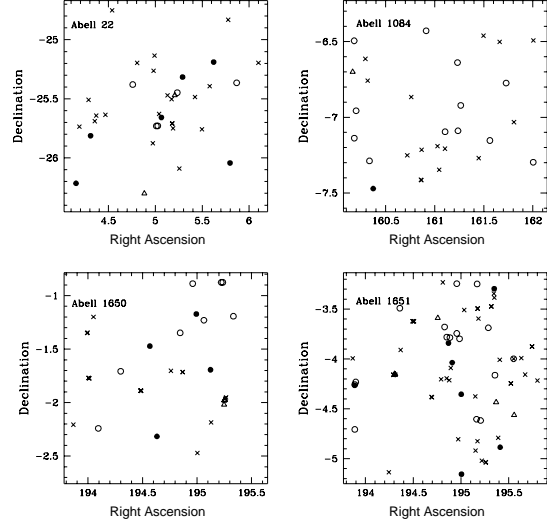 Abell 22
-25
-25.5
-26
Declination
4.5
5
5.5
6
Right Ascension
Abell 1084
-6.5
-7
-7.5
Declination
160.5
161
161.5
162
Right Ascension
Abell 1650
-1
-1.5
-2
-2.5
Declination
194
194.5
195
195.5
Right Ascension
Abell 1651
-3.5
-4
-4.5
-5
Declination
194
194.5
195
195.5
Right Ascension